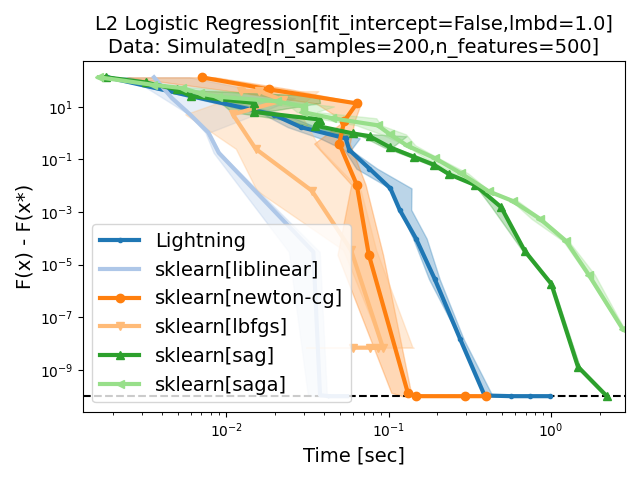 L2 Logistic Regression[fit_intercept=False,lmbd=1.0]
Data: Simulated[n_samples=200,n_features=500]
F(x) - F(x*)
10^1
10^-1
10^-3
10^-5
10^-7
10^-9
Lightning
sklearn[liblinear]
sklearn[newton-cg]
sklearn[lbfgs]
sklearn[sag]
sklearn[saga]
10^-2
10^-1
10^0
Time [sec]